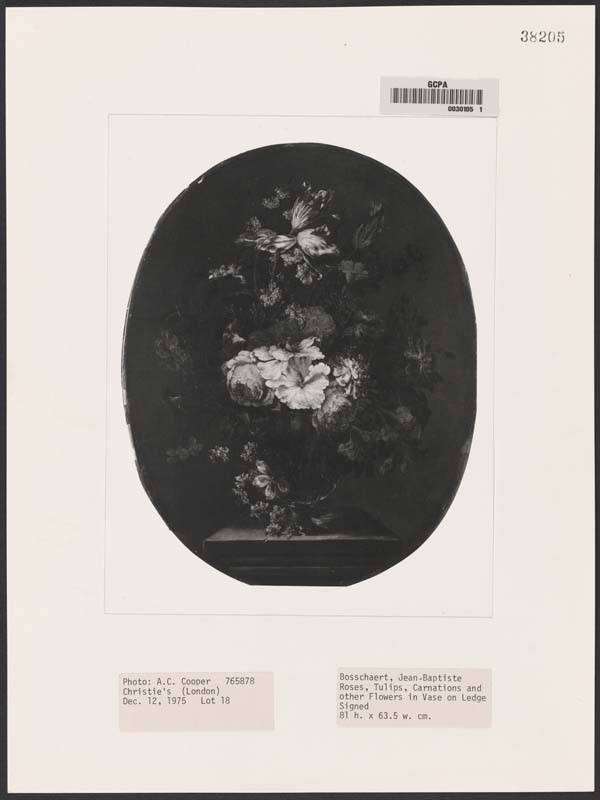 38205
GCPA
0030105 1
Photo: A.C. Cooper 765878
Christie's (London)
Dec. 12, 1975 Lot 18
Bosschaert, Jean-Baptiste
Roses, Tulips, Carnations and
other Flowers in Vase on Ledge
Signed
81 h. x 63.5 w. cm.